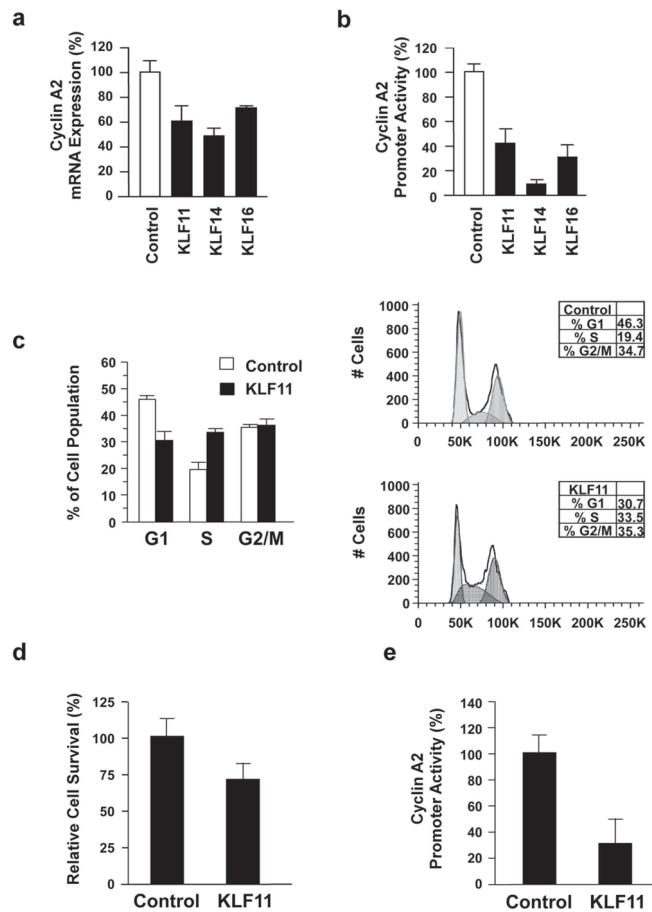 a
Cyclin A2
mRNA Expression (%)
120
100
80
60
40
20
0
Control
KLF11
KLF14
KLF16
b
Cyclin A2
Promoter Activity (%)
120
100
80
60
40
20
0
Control
KLF11
KLF14
KLF16
c
% of Cell Population
60
50
40
30
20
10
0
Control
KLF11
G1 S G2/M
# Cells
1000
800
600
400
200
0
0 50K 100K 150K 200K 250K
Control
% G1 46.3
% S 19.4
% G2/M 34.7
# Cells
1000
800
600
400
200
0
0 50K 100K 150K 200K 250K
KLF11
% G1 30.7
% S 33.5
% G2/M 35.3
d
Relative Cell Survival (%)
125
100
75
50
25
0
Control KLF11
e
Cyclin A2
Promoter Activity (%)
140
120
100
80
60
40
20
0
Control KLF11